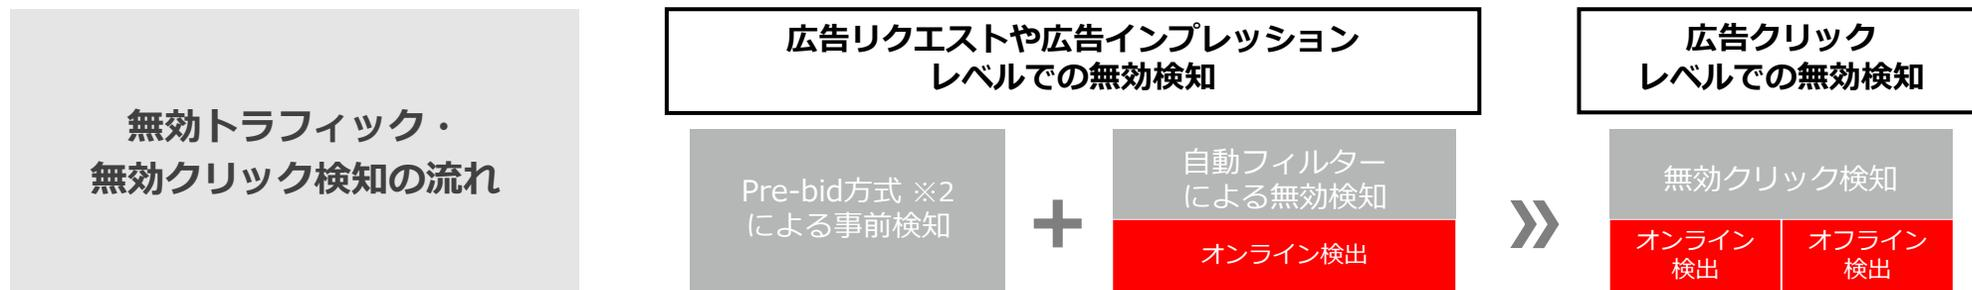 無効トラフィック・
無効クリック検知の流れ
広告リクエストや広告インプレッション
レベルでの無効検知
Pre-bid方式 ※2
による事前検知
+
自動フィルター
による無効検知
オンライン検出
広告クリック
レベルでの無効検知
無効クリック検知
オンライン
検出
オフライン
検出